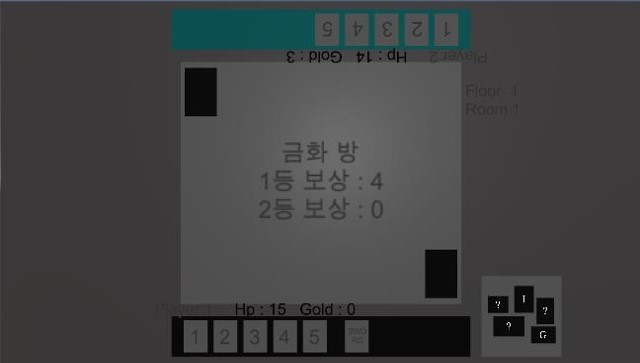 1 2 3 4 5
Player2 Hp : 14 Gold : 3
Floor 1
Room 1
금화 방
1등 보상 : 4
2등 보상 : 0
Player 1 Hp : 15 Gold : 0
1 2 3 4 5
? I ?
? G